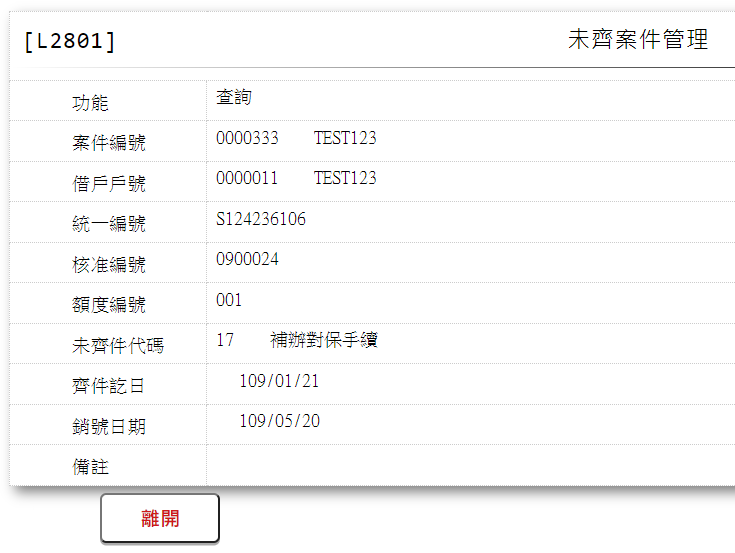 [L2801] 未齊案件管理
功能 查詢
案件編號 0000333 TEST123
借戶戶號 0000011 TEST123
統一編號 S124236106
核准編號 0900024
額度編號 001
未齊件代碼 17 補辦對保手續
齊件訖日 109/01/21
銷號日期 109/05/20
備註
離開